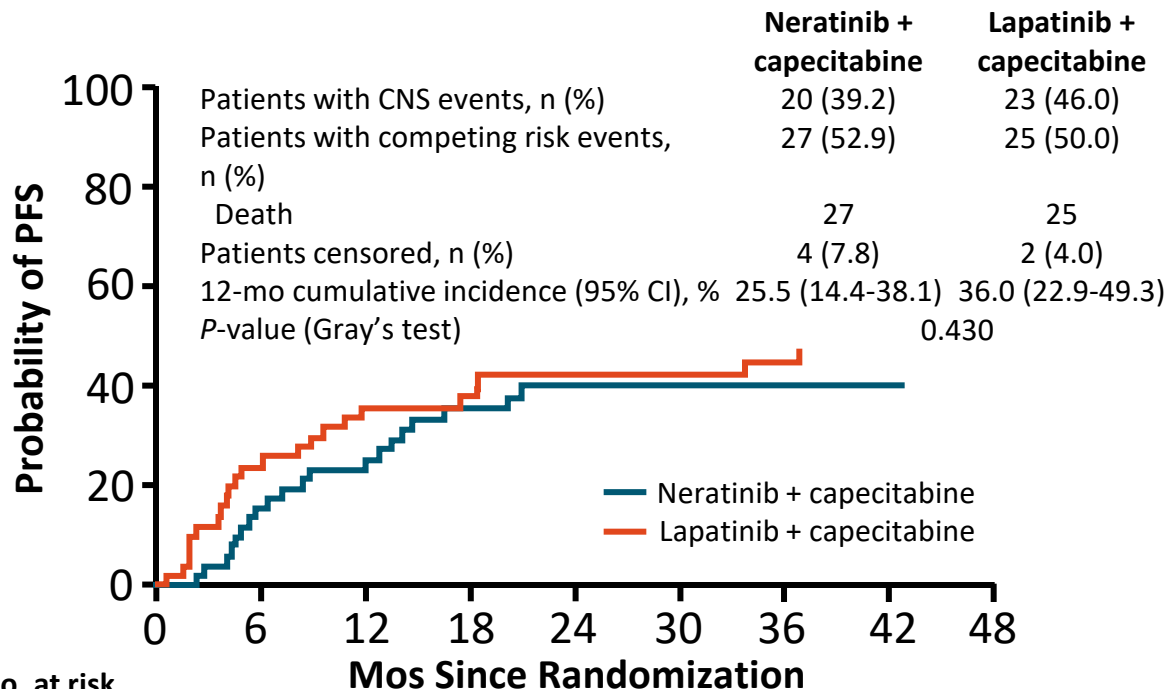 Neratinib + Lapatinib +
capecitabine capecitabine
Patients with CNS events, n (%) 20 (39.2) 23 (46.0)
Patients with competing risk events, 27 (52.9) 25 (50.0)
n (%)
Death 27 25
Patients censored, n (%) 4 (7.8) 2 (4.0)
12-mo cumulative incidence (95% CI), % 25.5 (14.4-38.1) 36.0 (22.9-49.3)
P-value (Gray’s test) 0.430
Probability of PFS
100
80
60
40
20
0
Neratinib + capecitabine
Lapatinib + capecitabine
0 6 12 18 24 30 36 42 48
Mos Since Randomization
at risk